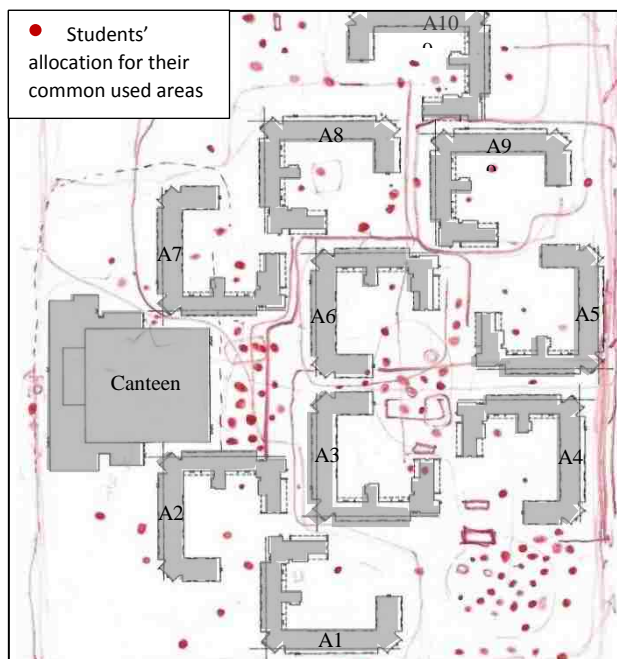 ● Students'
allocation for their
common used areas
A10
A8
A9
A7
A6
A5
Canteen
A3
A4
A2
A1